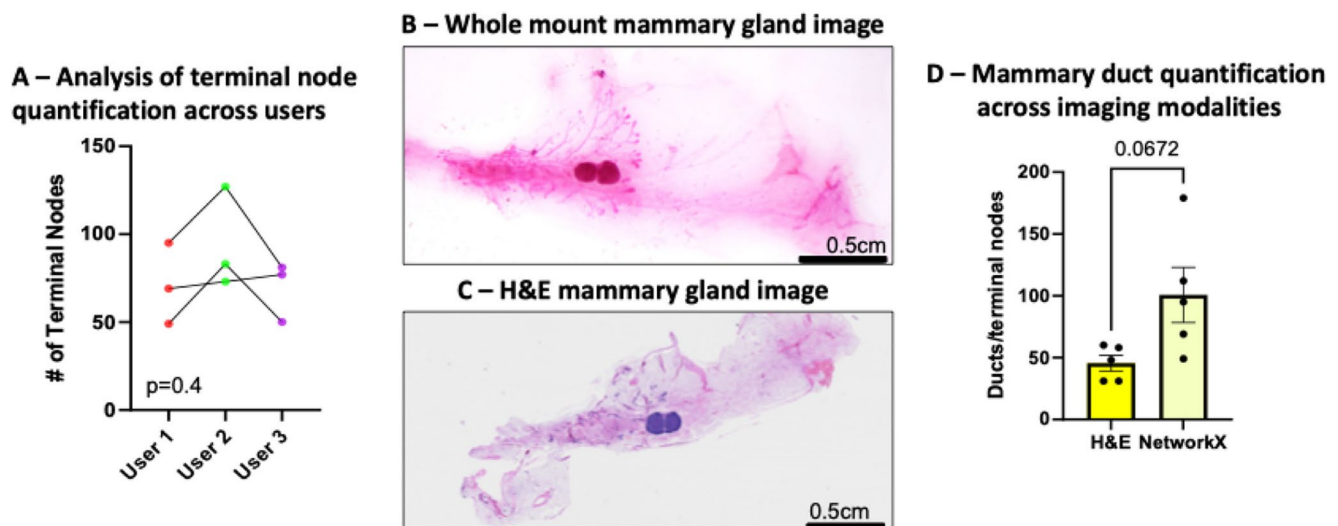 A – Analysis of terminal node
quantification across users
# of Terminal Nodes
150
100
50
0
p=0.4
User 1
User 2
User 3
B – Whole mount mammary gland image
0.5cm
C – H&E mammary gland image
0.5cm
D – Mammary duct quantification
across imaging modalities
0.0672
Ducts/terminal nodes
200
150
100
50
0
H&E
NetworkX